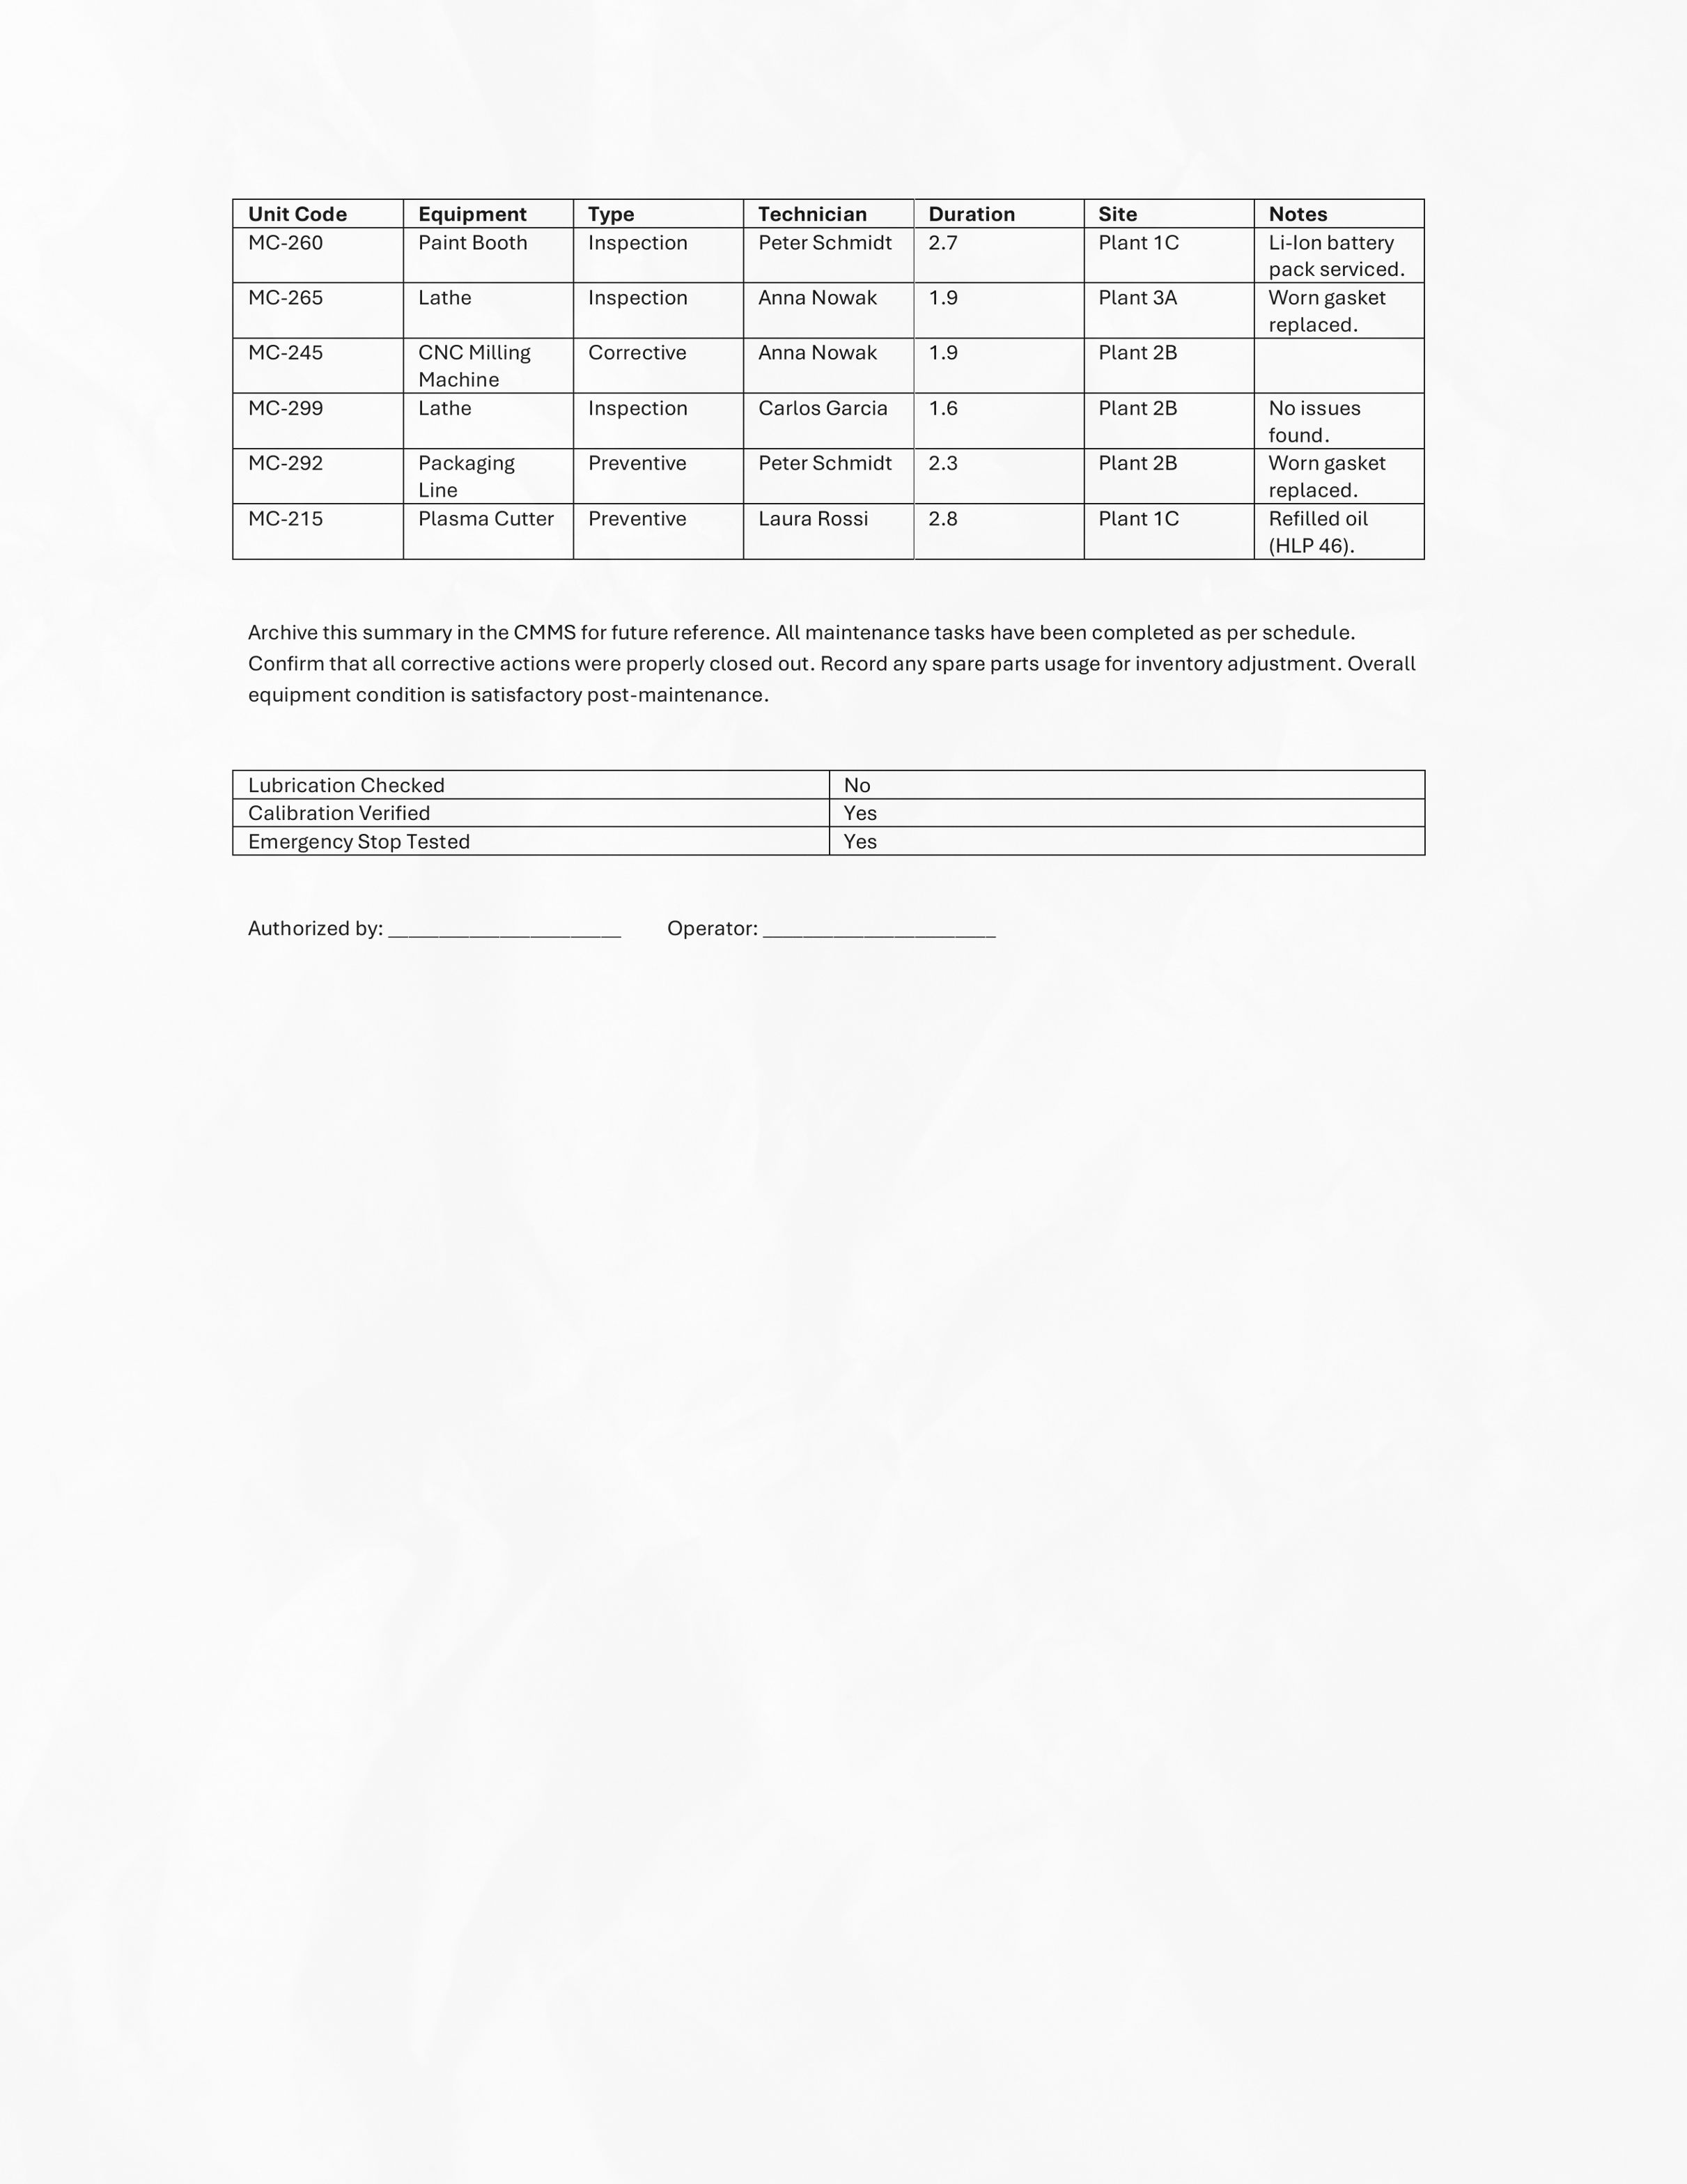 Unit Code Equipment Type Technician Duration Site Notes
MC-260 Paint Booth Inspection Peter Schmidt 2.7 Plant 1C Li-Ion battery
pack serviced.
MC-265 Lathe Inspection Anna Nowak 1.9 Plant 3A Worn gasket
replaced.
MC-245 CNC Milling Corrective Anna Nowak 1.9 Plant 2B
Machine
MC-299 Lathe Inspection Carlos Garcia 1.6 Plant 2B No issues
found.
MC-292 Packaging Preventive Peter Schmidt 2.3 Plant 2B Worn gasket
Line replaced.
MC-215 Plasma Cutter Preventive Laura Rossi 2.8 Plant 1C Refilled oil
(HLP 46).
Archive this summary in the CMMS for future reference. All maintenance tasks have been completed as per schedule.
Confirm that all corrective actions were properly closed out. Record any spare parts usage for inventory adjustment. Overall
equipment condition is satisfactory post-maintenance.
Lubrication Checked No
Calibration Verified Yes
Emergency Stop Tested Yes
Authorized by: ______________________ Operator: ______________________